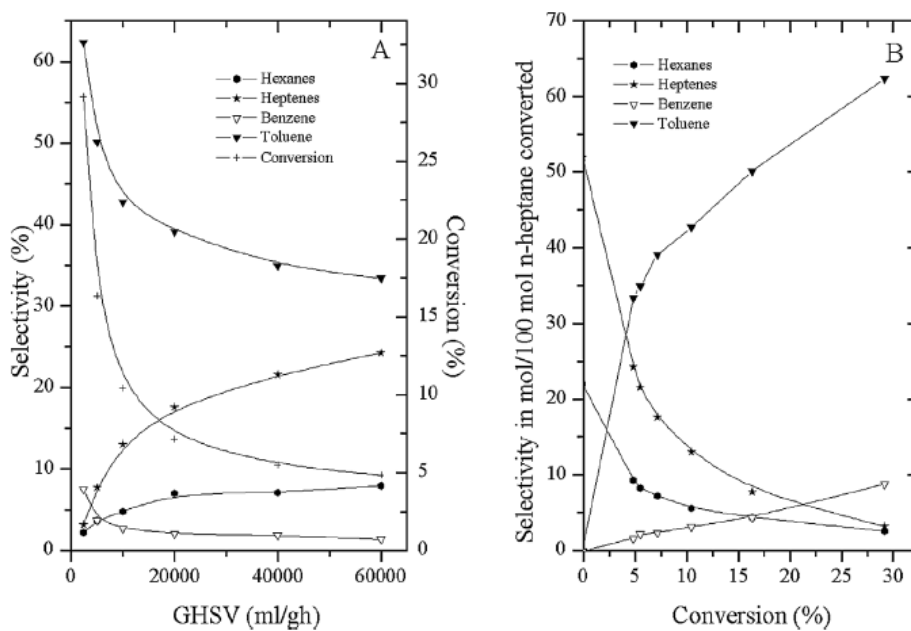 A
Hexanes
Heptenes
Benzene
Toluene
Conversion
Selectivity (%)
60
50
40
30
20
10
0
Conversion (%)
30
25
20
15
10
5
0
0 20000 40000 60000
GHSV (ml/gh)
B
Hexanes
Heptenes
Benzene
Toluene
Selectivity in mol/100 mol n-heptane converted
70
60
50
40
30
20
10
0
0 5 10 15 20 25 30
Conversion (%)